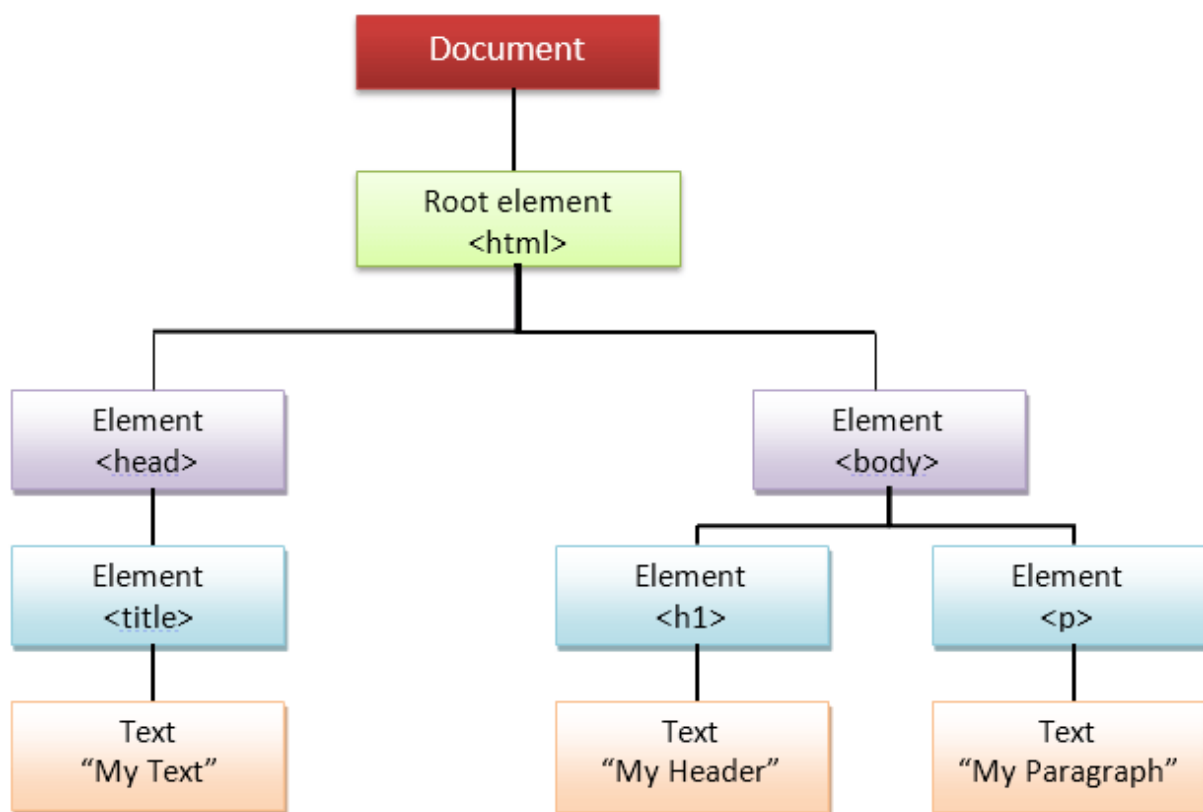 Document
Root element
<html>
Element
<head>
Element
<body>
Element
<title>
Element
<h1>
Element
<p>
Text
“My Text”
Text
“My Header”
Text
“My Paragraph”